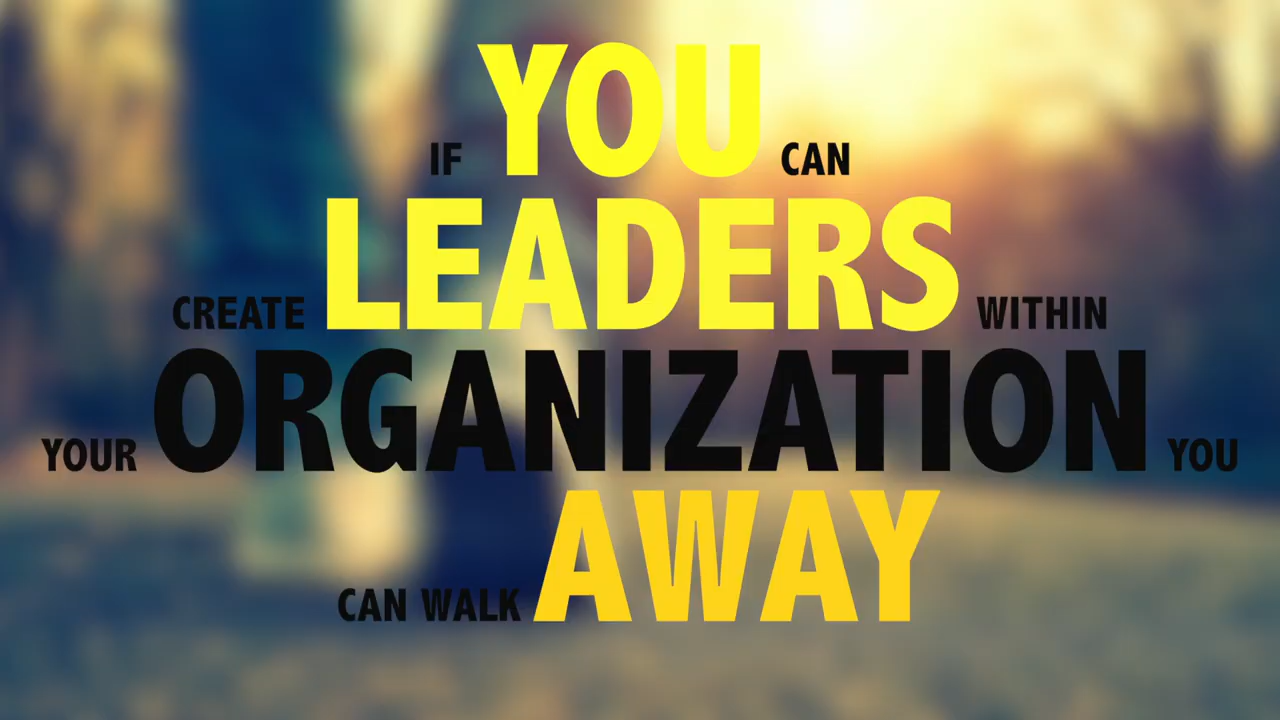 IF YOU CAN
CREATE LEADERS WITHIN
YOUR ORGANIZATION YOU
CAN WALK AWAY